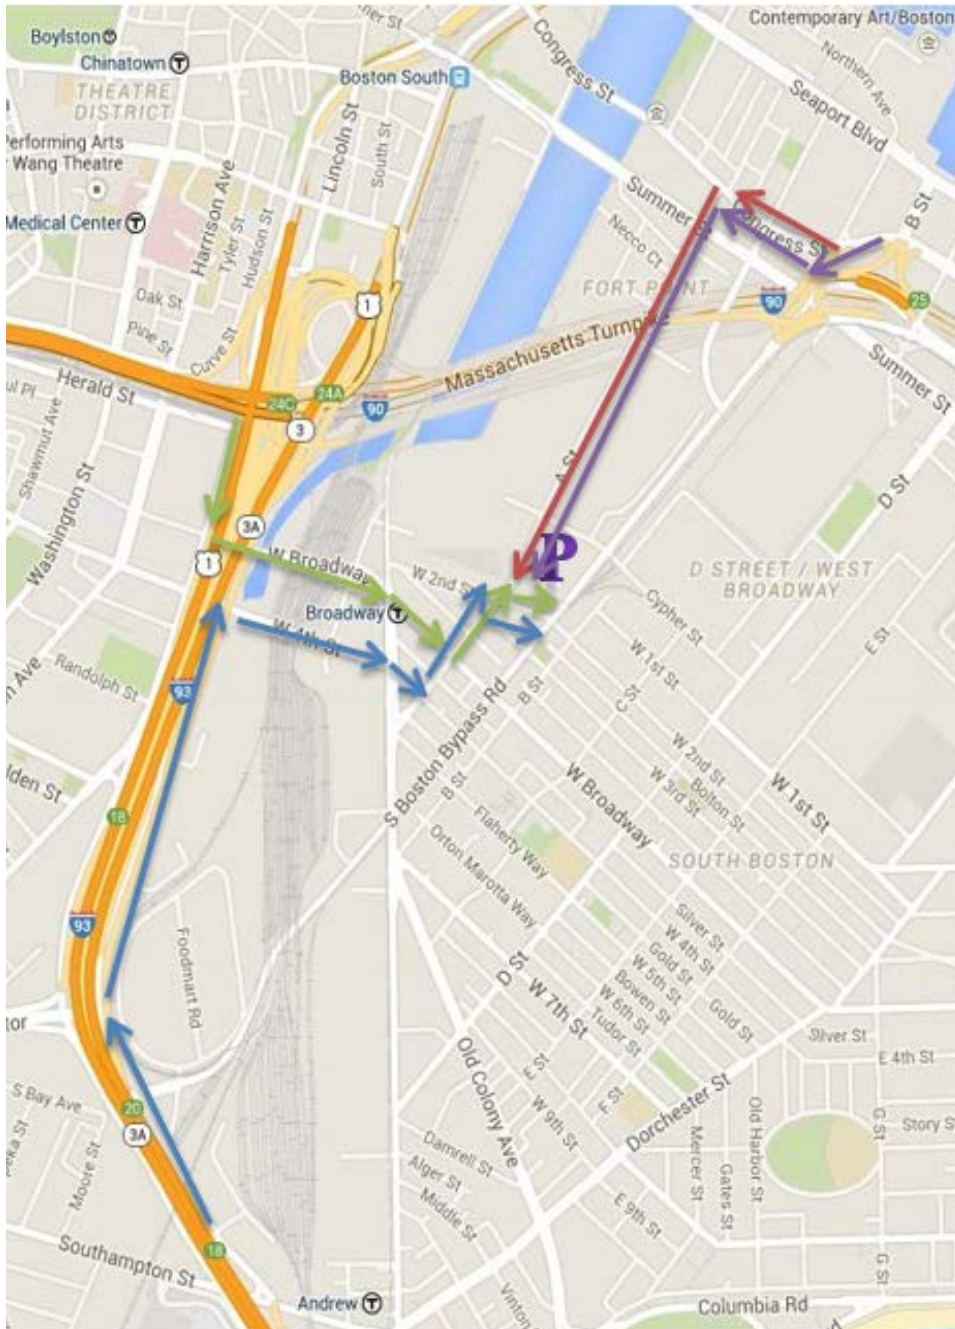 Boylston
Chinatown
THEATRE
DISTRICT
Performing Arts
Wang Theatre
Medical Center
Boston South
Congress St
Contemporary Art/Boston
Northern Ave
Seaport Blvd
B St
Lincoln St
South St
Harrison Ave
Tyler St
Hudson St
Oak St
Pine St
Curve St
Summer
Necco Ct
Congress S
FORT POINT
90
25
1
Massachusetts Turnp
Summer St
Herald St
ul Pl
Shawmut Ave
Washington St
24C
24A
90
3
3A
1
A St
D St
P
W Broadway
W 2nd S
Broadway
W 4th St
D STREET / WEST
BROADWAY
Cypher St
E St
W 1st St
Randolph St
n Ave
93
B St
C St
S Boston Bypass Rd
W 2nd St
Bolton St
W 3rd St
W 1st St
W Broadway
lden St
18
B St
Flaherty Way
Orton Marotta Way
SOUTH BOSTON
93
Foodmart Rd
Silver St
W 4th St
Gold St
W 5th St
Bowen St
W 6th St
Tudor St
Gold St
D St
W 7th St
tor
Silver St
E 4th St
S Bay Ave
20
3A
Moore St
eka St
Old Colony Ave
E St
F St
W 9th St
Dorchester St
Old Harbor St
G St
Story S
Mercer St
Gates St
Damrell St
Alger St
Middle St
E 9th St
G St
18
Southampton St
Andrew
Vinton
Columbia Rd